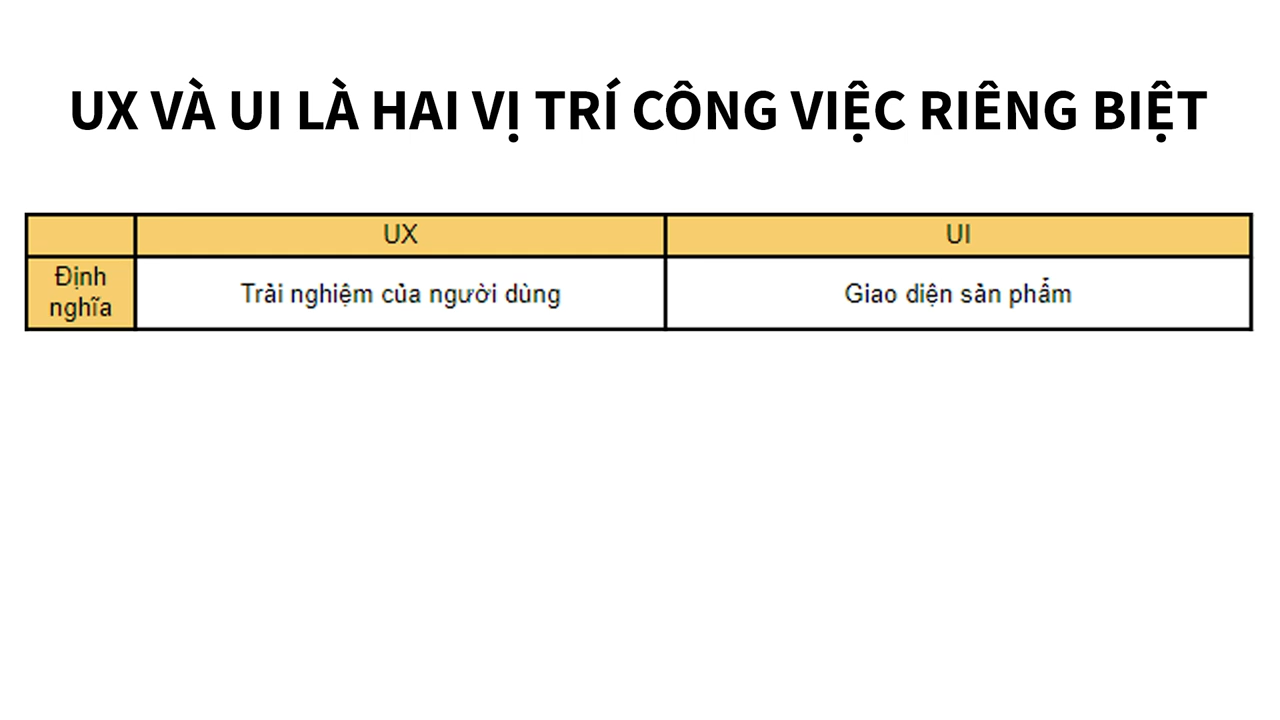 UX VÀ UI LÀ HAI VỊ TRÍ CÔNG VIỆC RIÊNG BIỆT
UX
UI
Định
nghĩa
Trải nghiệm của người dùng
Giao diện sản phẩm